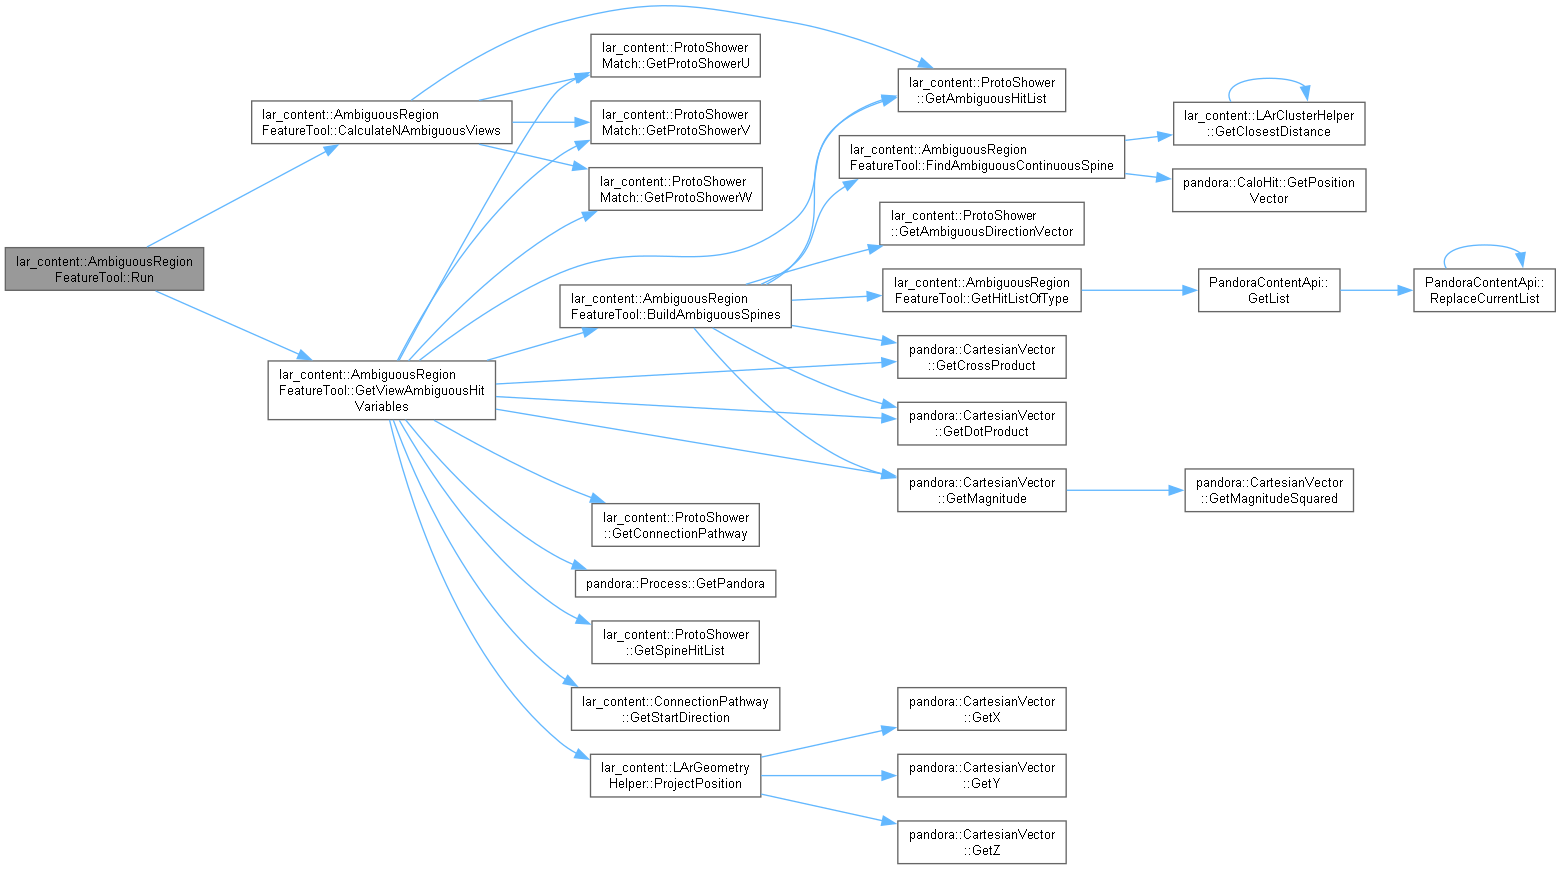 lar_content::AmbiguousRegion
FeatureTool::Run
lar_content::AmbiguousRegion
FeatureTool::CalculateNAmbiguousViews
lar_content::AmbiguousRegion
FeatureTool::GetViewAmbiguousHit
Variables
lar_content::ProtoShower
Match::GetProtoShowerU
lar_content::ProtoShower
Match::GetProtoShowerV
lar_content::ProtoShower
Match::GetProtoShowerW
lar_content::AmbiguousRegion
FeatureTool::BuildAmbiguousSpines
lar_content::ProtoShower
::GetConnectionPathway
pandora::Process::GetPandora
lar_content::ProtoShower
::GetSpineHitList
lar_content::ConnectionPathway
::GetStartDirection
lar_content::LArGeometry
Helper::ProjectPosition
lar_content::ProtoShower
::GetAmbiguousHitList
lar_content::AmbiguousRegion
FeatureTool::FindAmbiguousContinuousSpine
lar_content::ProtoShower
::GetAmbiguousDirectionVector
lar_content::AmbiguousRegion
FeatureTool::GetHitListOfType
pandora::CartesianVector
::GetCrossProduct
pandora::CartesianVector
::GetDotProduct
pandora::CartesianVector
::GetMagnitude
pandora::CartesianVector
::GetX
pandora::CartesianVector
::GetY
pandora::CartesianVector
::GetZ
lar_content::LArClusterHelper
::GetClosestDistance
pandora::CaloHit::GetPosition
Vector
PandoraContentApi::
GetList
pandora::CartesianVector
::GetMagnitudeSquared
PandoraContentApi::
ReplaceCurrentList